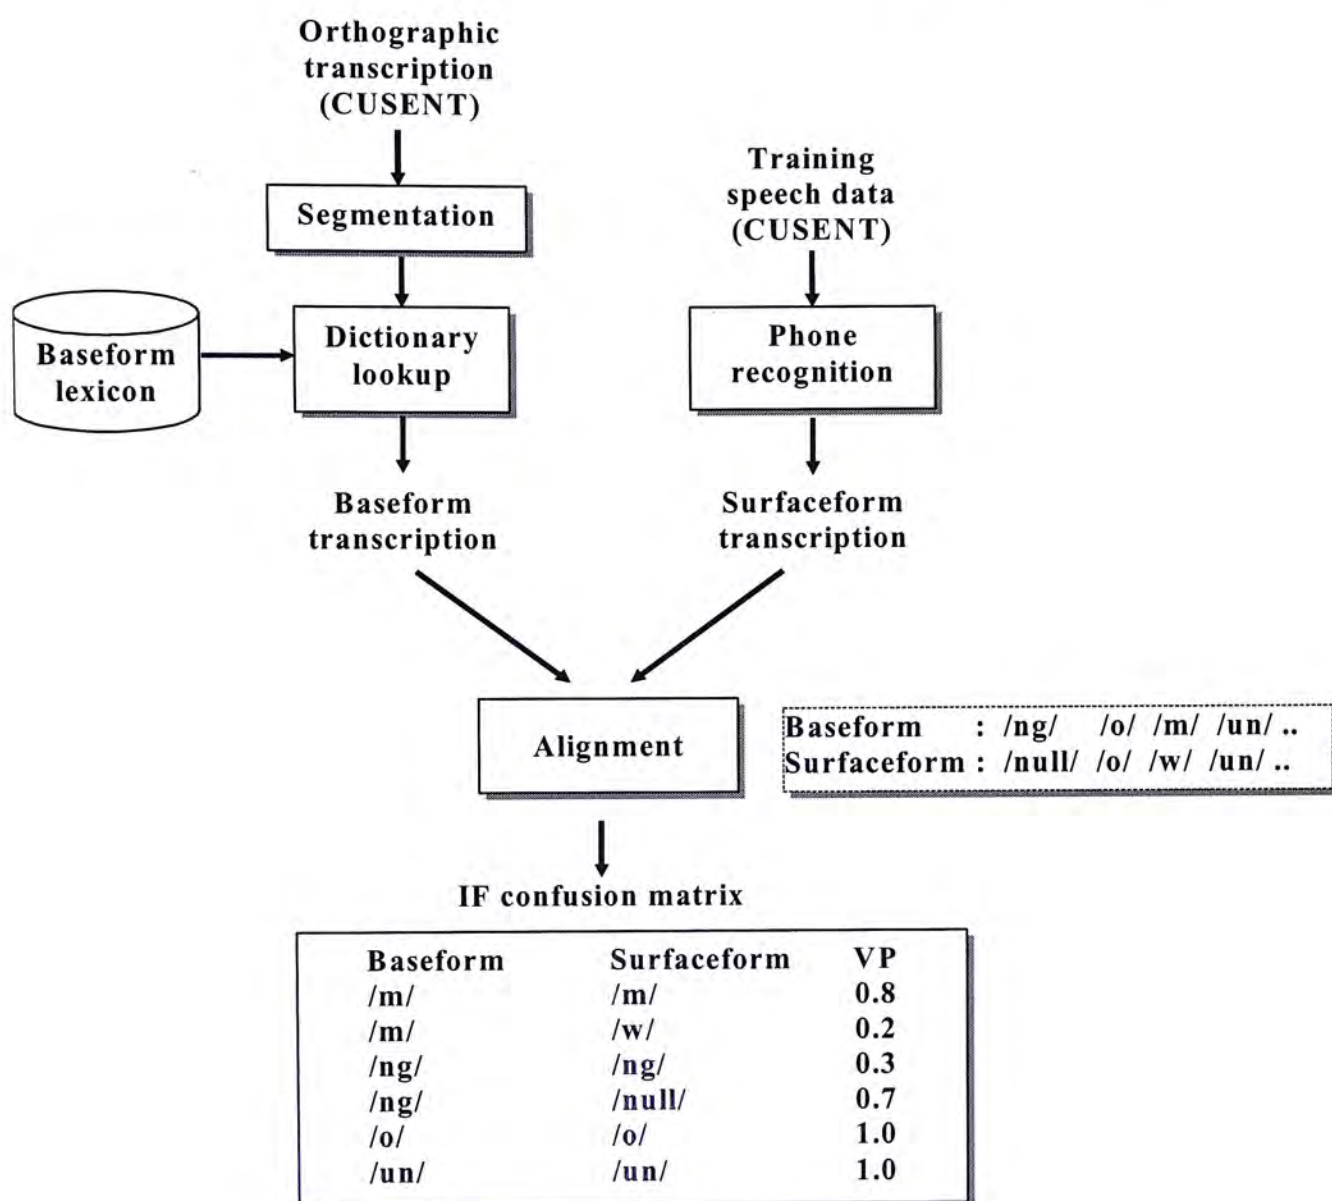 Orthographic
transcription
(CUSENT)
Training
speech data
(CUSENT)
Segmentation
Baseform
lexicon
Dictionary
lookup
Phone
recognition
Baseform
transcription
Surfaceform
transcription
Alignment
Baseform : /ng/ /o/ /m/ /un/ ..
Surfaceform : /null/ /o/ /w/ /un/ ..
IF confusion matrix
Baseform Surfaceform VP
/m/ /m/ 0.8
/m/ /w/ 0.2
/ng/ /ng/ 0.3
/ng/ /null/ 0.7
/o/ /o/ 1.0
/un/ /un/ 1.0